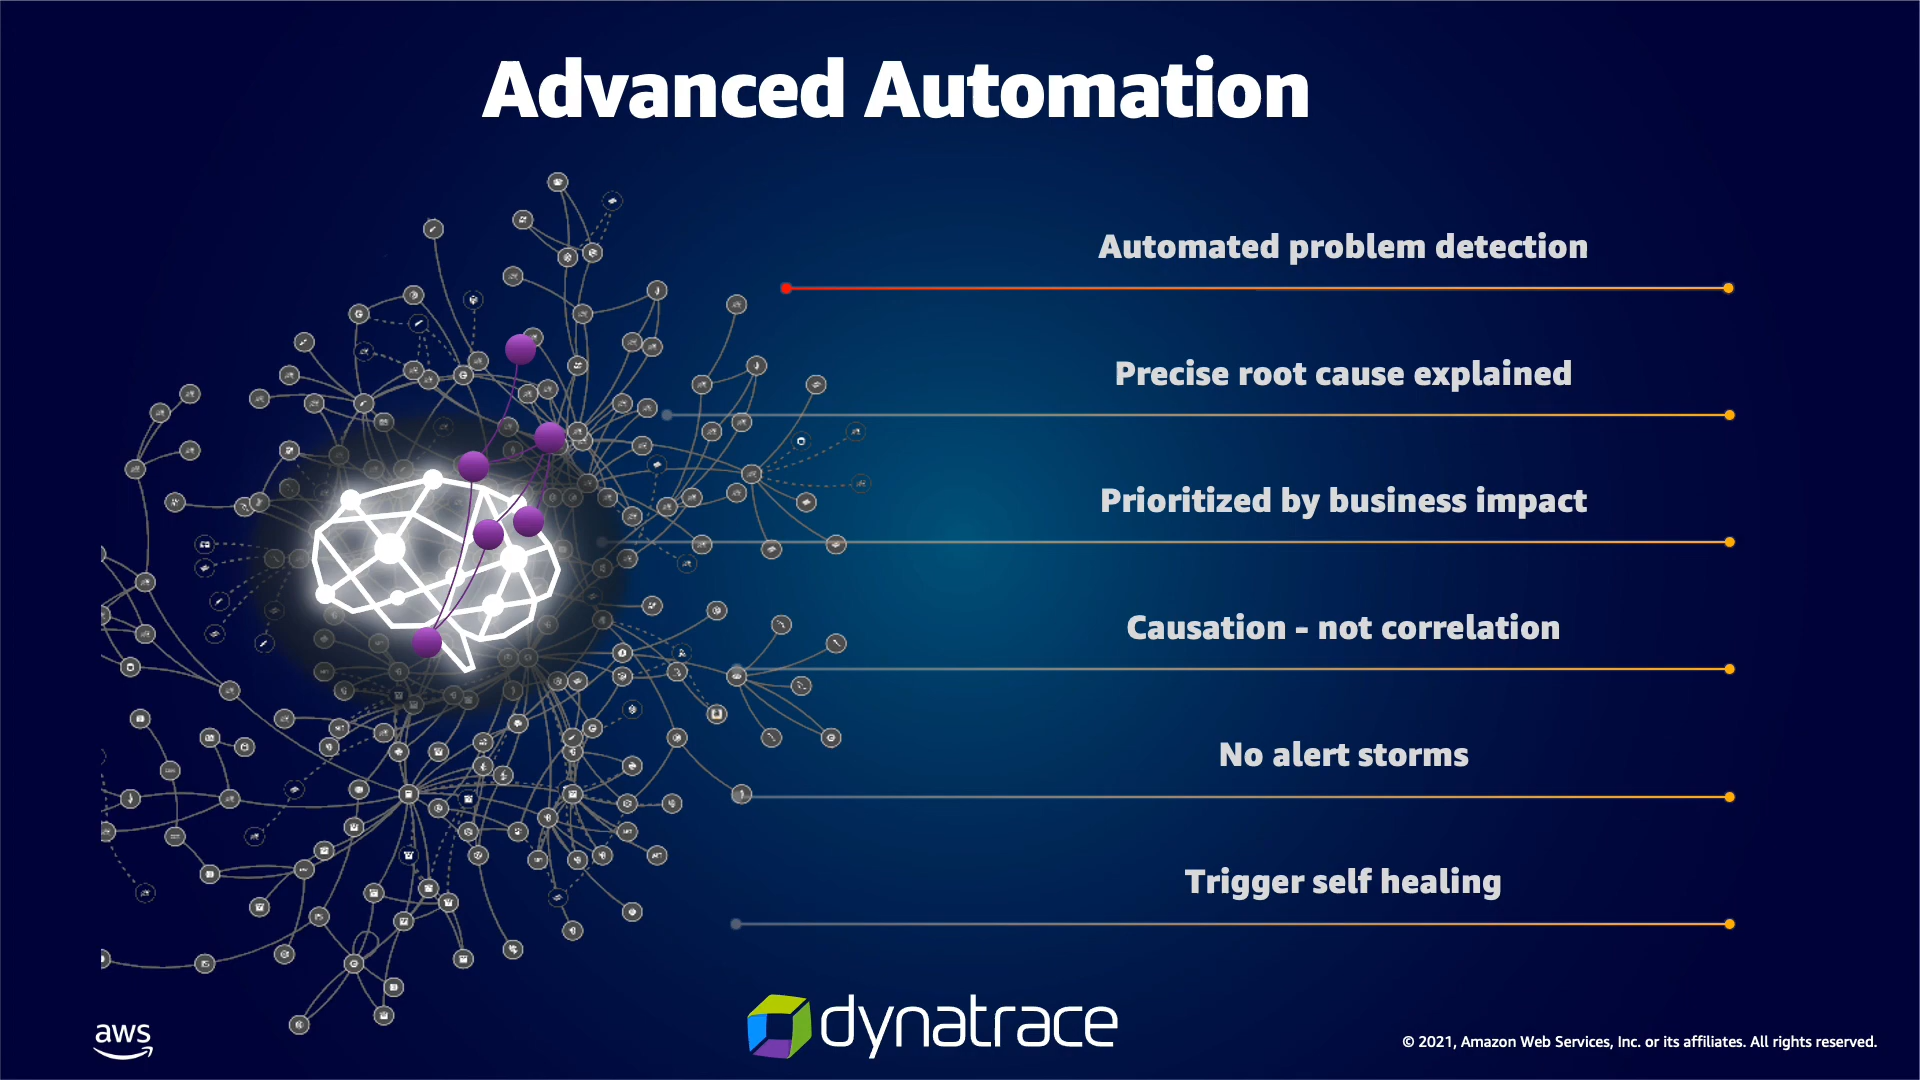 Advanced Automation
Automated problem detection
Precise root cause explained
Prioritized by business impact
Causation - not correlation
No alert storms
Trigger self healing
aws
dynatrace
© 2021, Amazon Web Services, Inc. or its affiliates. All rights reserved.